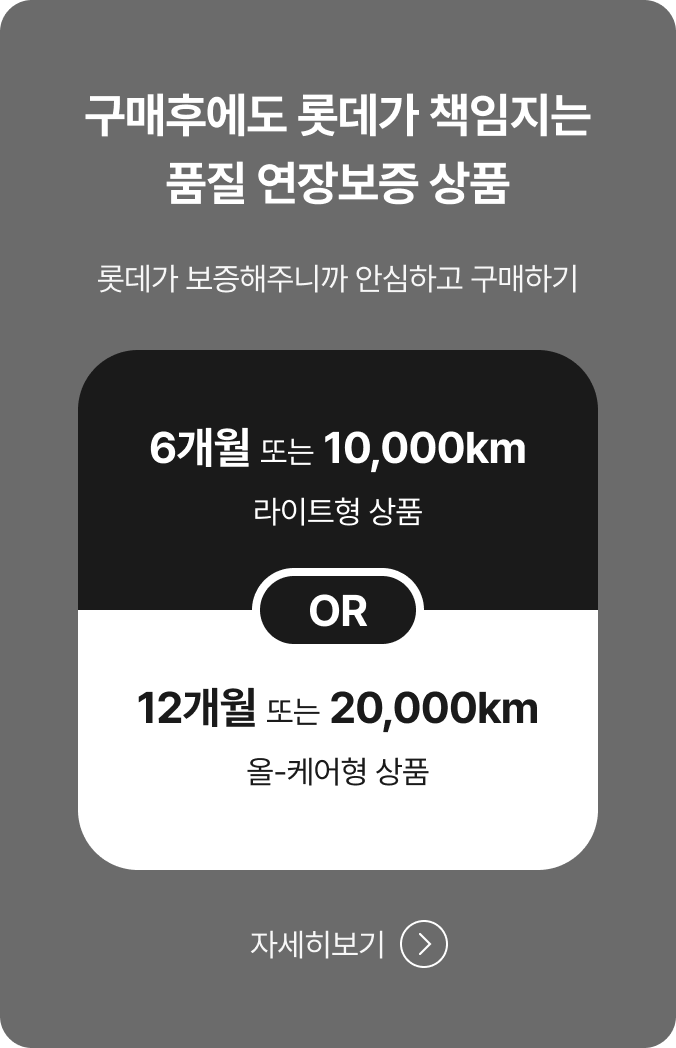 구매후에도 롯데가 책임지는
품질 연장보증 상품
롯데가 보증해주니까 안심하고 구매하기
6개월 또는 10,000km
라이트형 상품
OR
12개월 또는 20,000km
올-케어형 상품
자세히보기